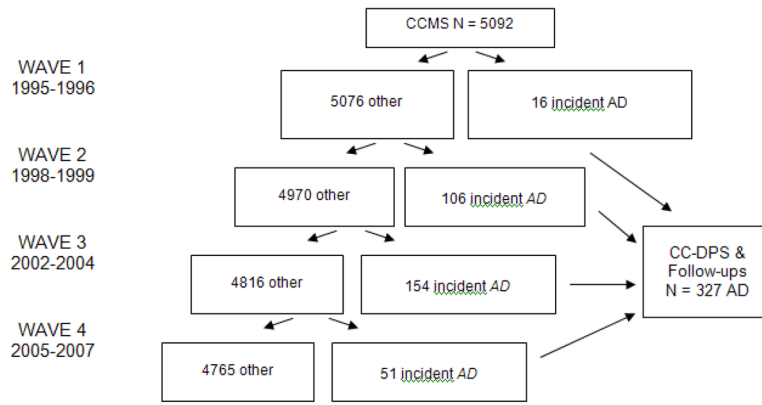 CCMS N = 5092
WAVE 1
1995-1996
5076 other
16 incident AD
WAVE 2
1998-1999
4970 other
106 incident AD
WAVE 3
2002-2004
4816 other
154 incident AD
CC-DPS &
Follow-ups
N = 327 AD
WAVE 4
2005-2007
4765 other
51 incident AD